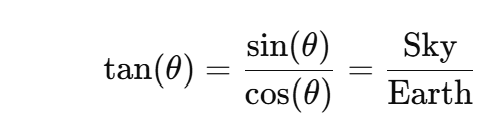 tan(θ) = sin(θ)/cos(θ) = Sky/Earth